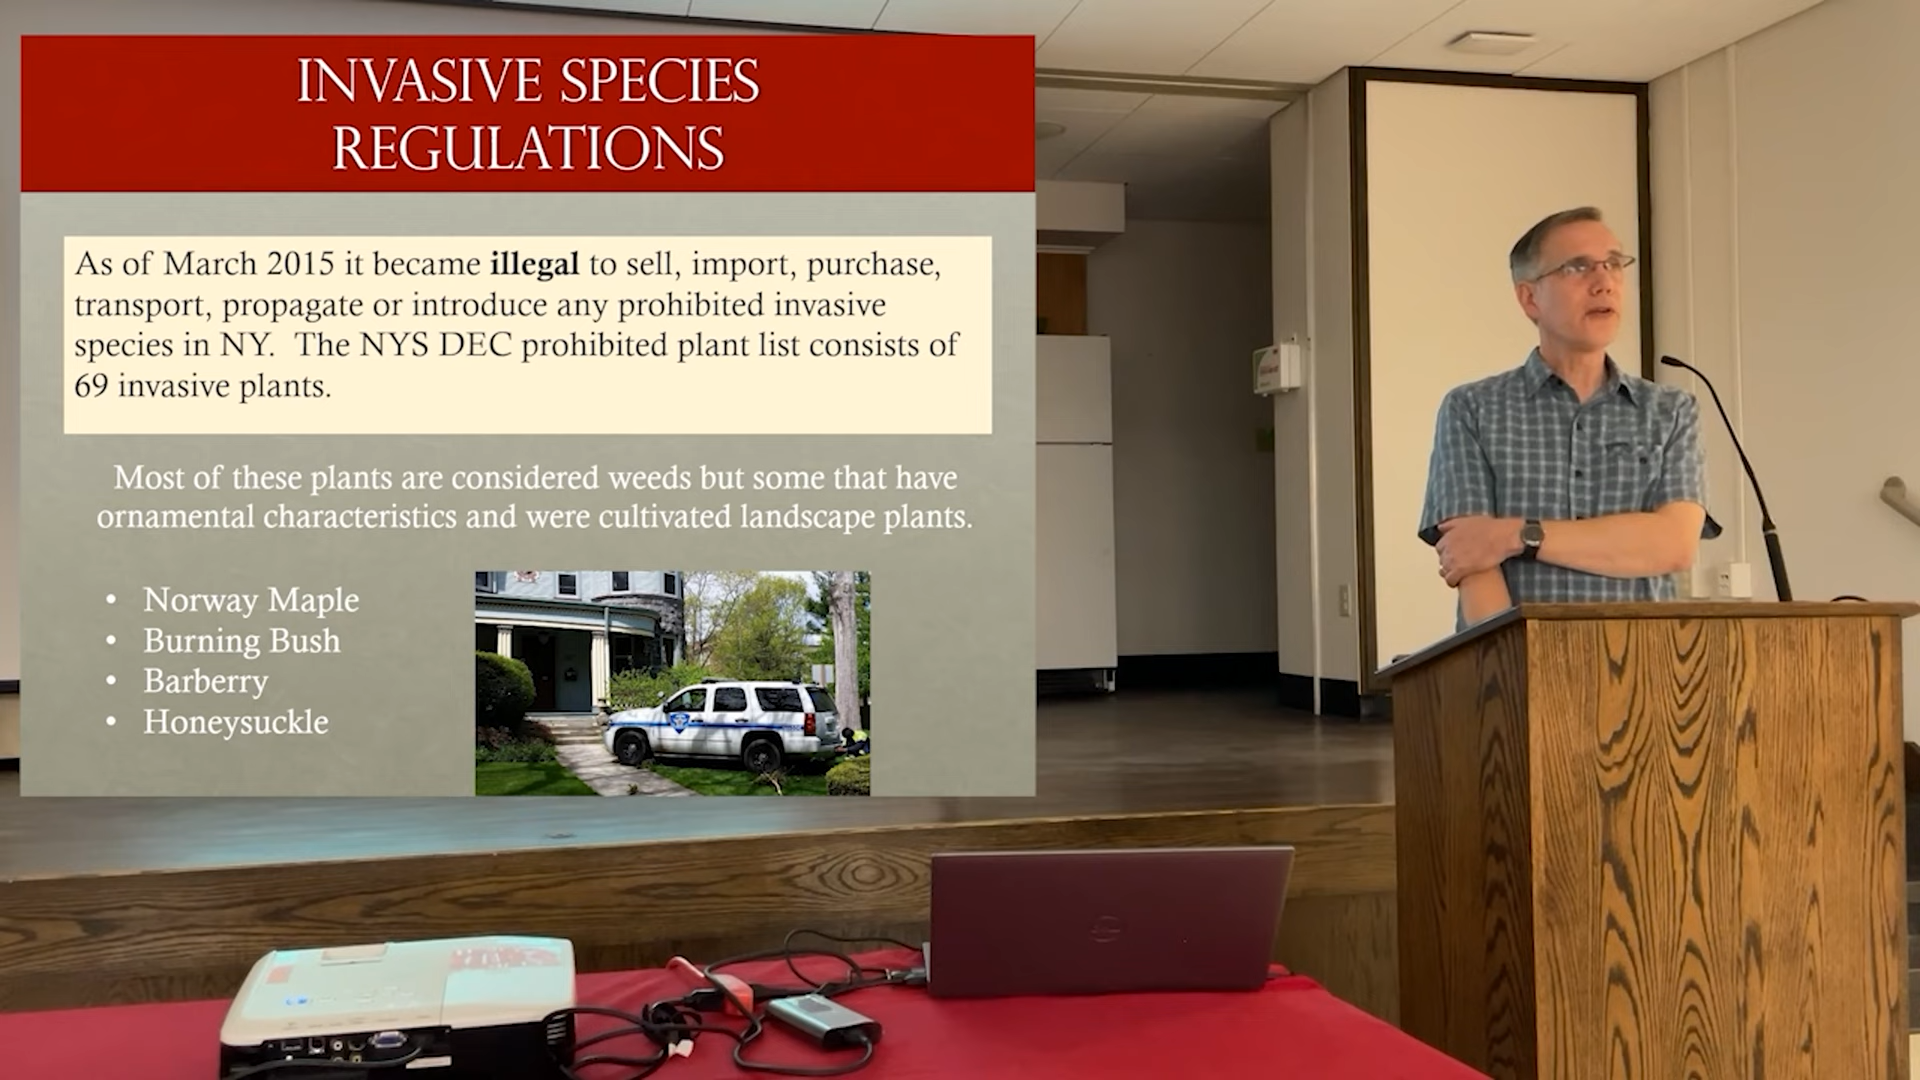 INVASIVE SPECIES
REGULATIONS
As of March 2015 it became illegal to sell, import, purchase,
transport, propagate or introduce any prohibited invasive
species in NY. The NYS DEC prohibited plant list consists of
69 invasive plants.
Most of these plants are considered weeds but some that have
ornamental characteristics and were cultivated landscape plants.
• Norway Maple
• Burning Bush
• Barberry
• Honeysuckle